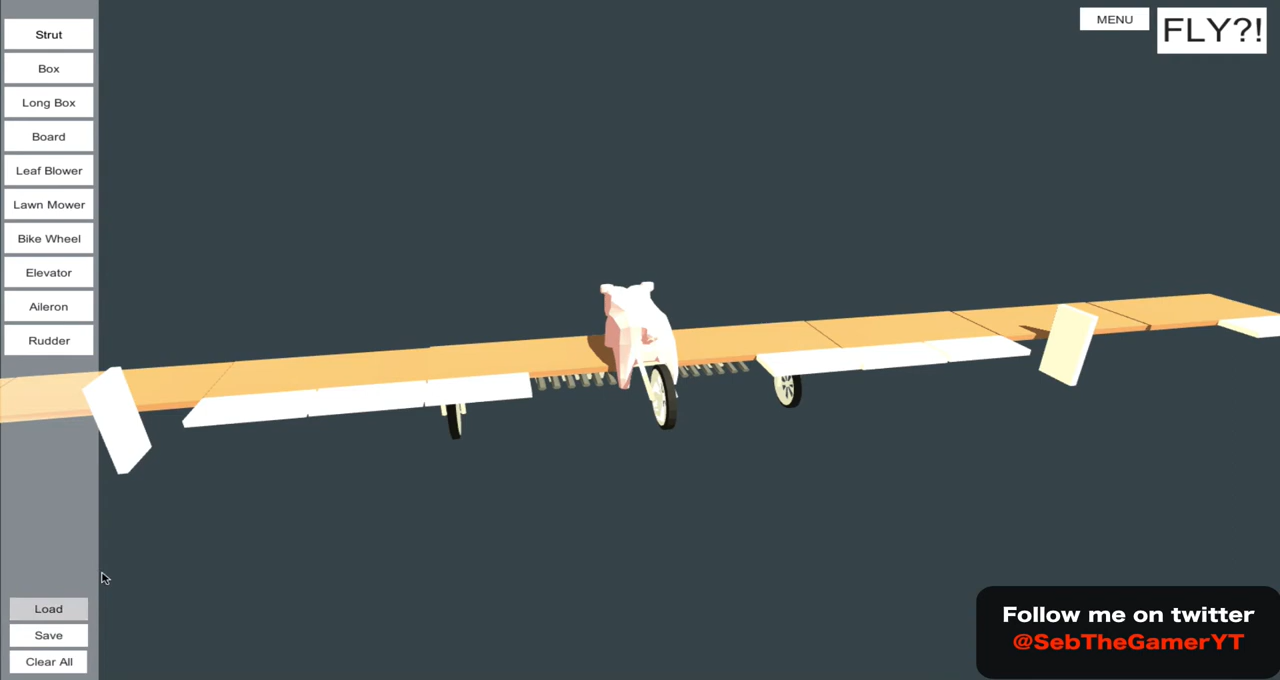 Strut
Box
Long Box
Board
Leaf Blower
Lawn Mower
Bike Wheel
Elevator
Aileron
Rudder
Load
Save
Clear All
MENU
FLY?!
Follow me on twitter
@SebTheGamerYT